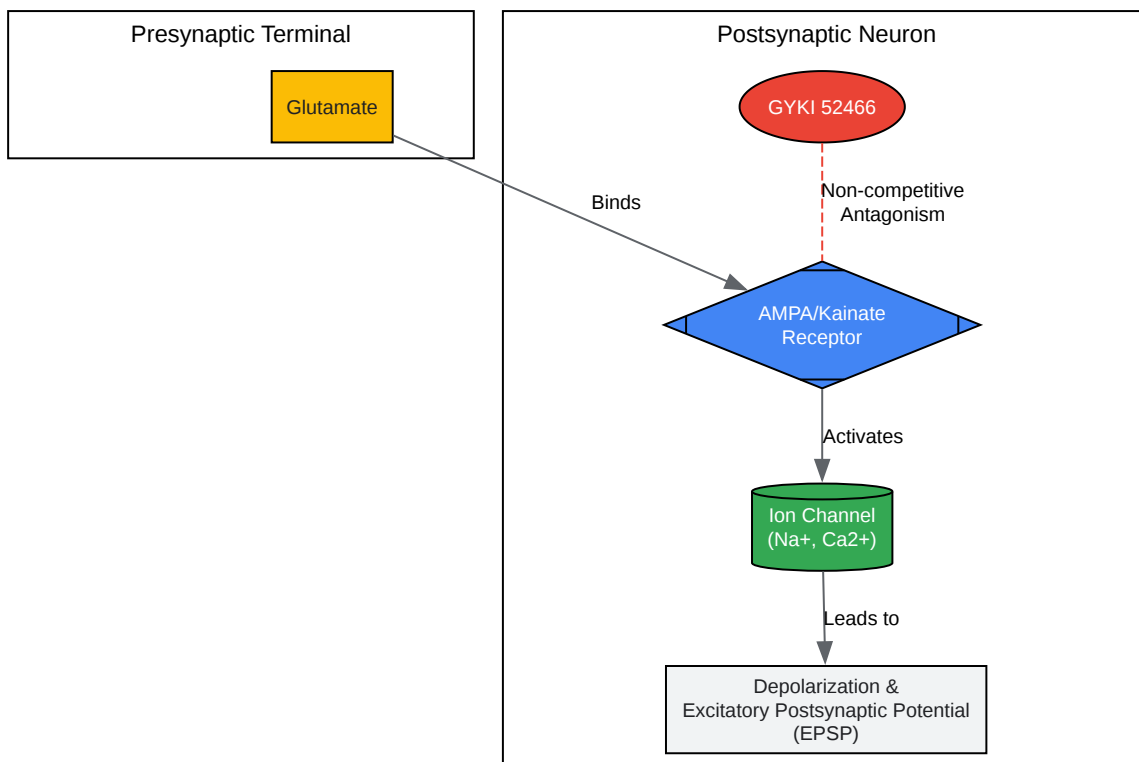 Presynaptic Terminal
Postsynaptic Neuron
Glutamate
GYKI 52466
Binds
Non-competitive
Antagonism
AMPA/Kainate
Receptor
Activates
Ion Channel
(Na+, Ca2+)
Leads to
Depolarization &
Excitatory Postsynaptic Potential
(EPSP)